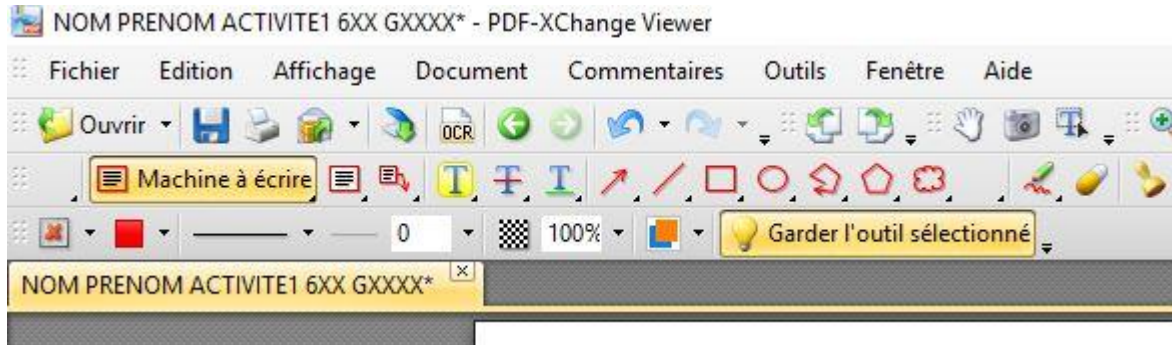 NOM PRENOM ACTIVITE1 6XX GXXXX* - PDF-XChange Viewer
Fichier Edition Affichage Document Commentaires Outils Fenêtre Aide
Ouvrir OCR T
Machine à écrire T T T
0 100% Garder l'outil sélectionné
NOM PRENOM ACTIVITE1 6XX GXXXX*